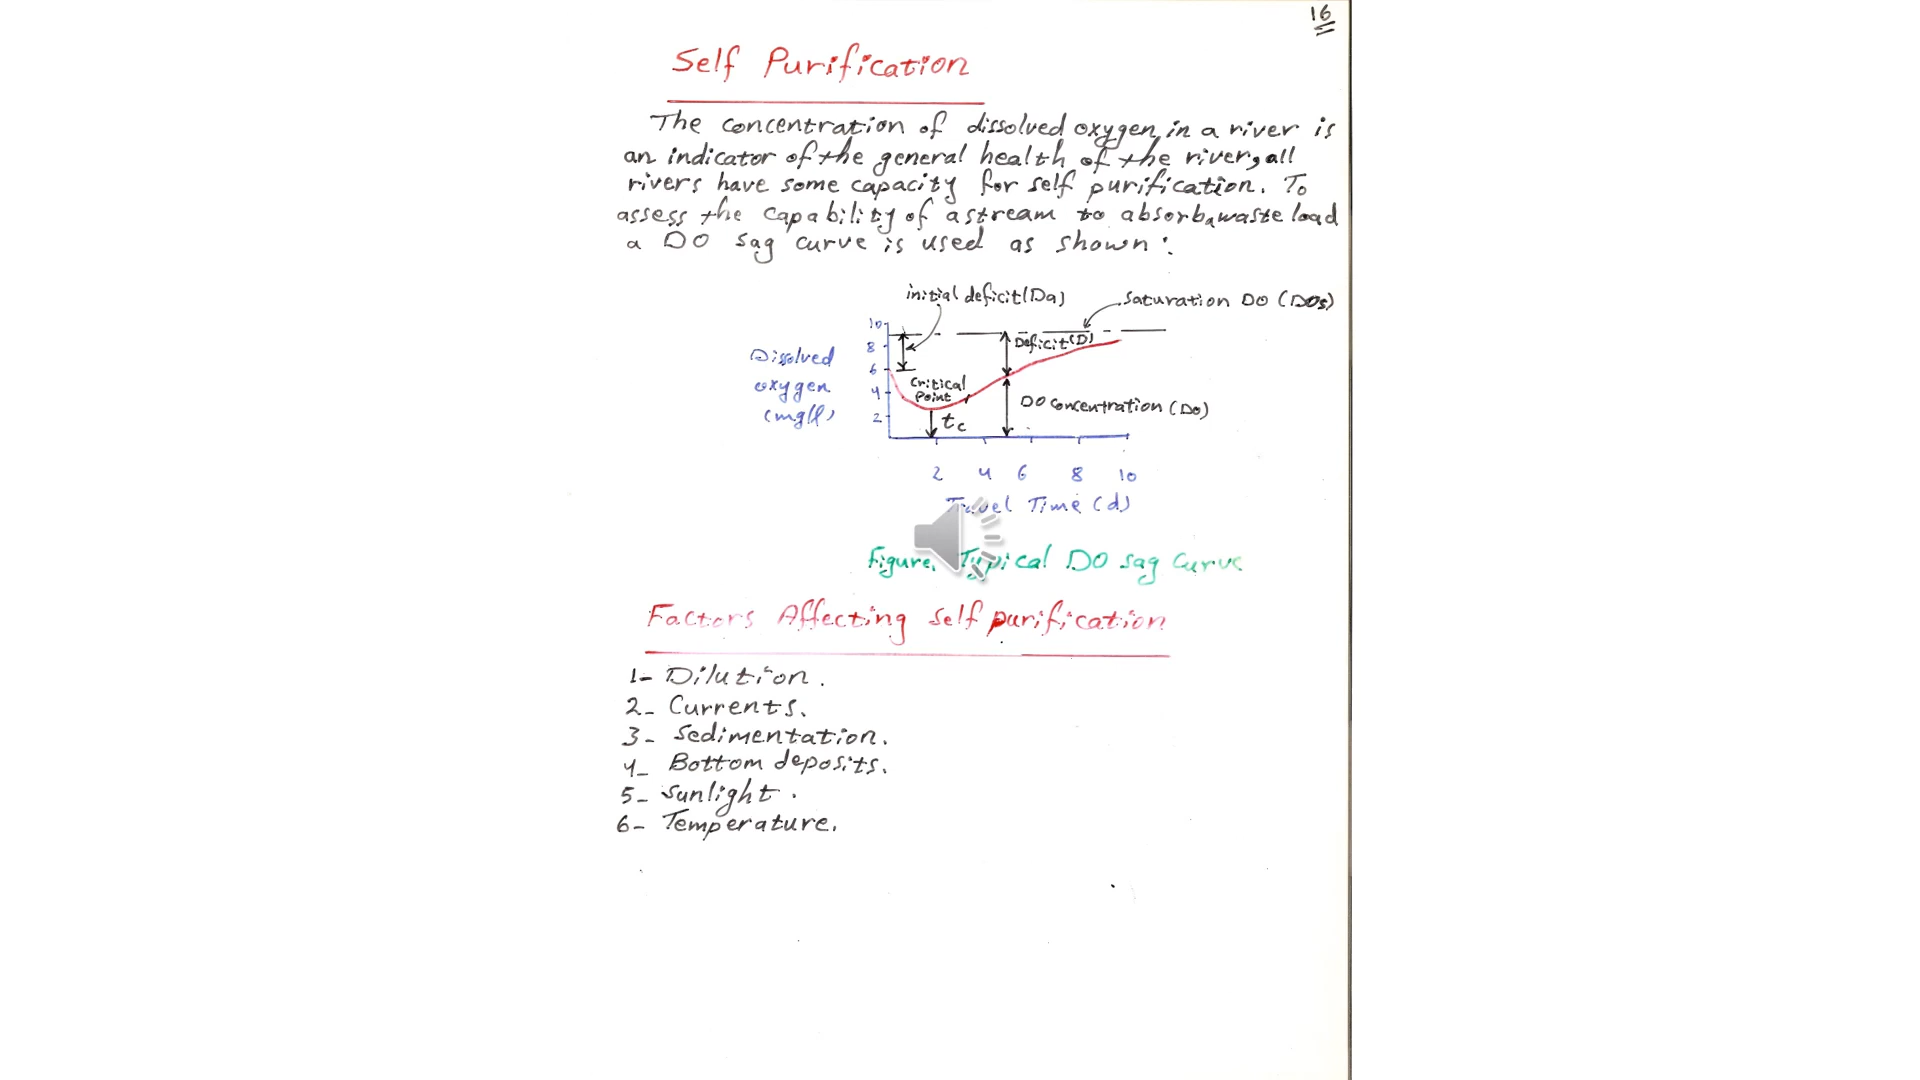 16
Self Purification
The concentration of dissolved oxygen in a river is
an indicator of the general health of the river, all
rivers have some capacity for self purification. To
assess the capability of a stream to absorb a waste load
a DO sag curve is used as shown :
initial deficit (Da)
Saturation DO (DOs)
10
8
6
4
2
Deficit (D)
Dissolved
oxygen
(mg/l)
Critical
Point
tc
DO concentration (DO)
2 4 6 8 10
Travel Time (d)
Figure. Typical DO sag curve
Factors Affecting Self purification
1- Dilution.
2- Currents.
3- Sedimentation.
4- Bottom deposits.
5- Sunlight.
6- Temperature.